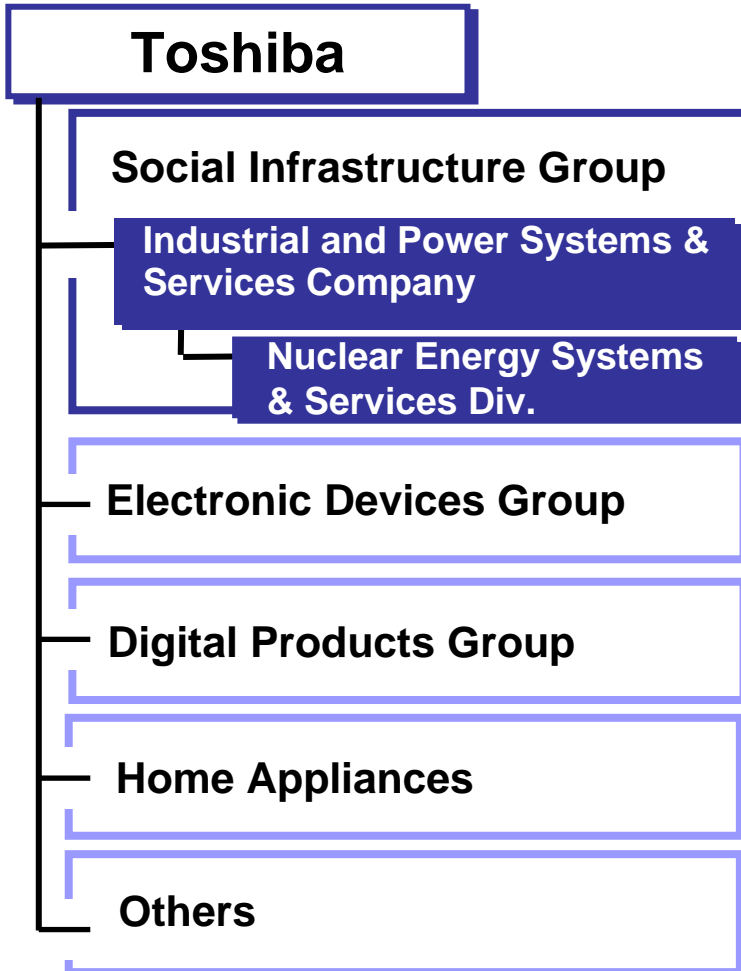 Toshiba
Social Infrastructure Group
Industrial and Power Systems &
Services Company
Nuclear Energy Systems
& Services Div.
Electronic Devices Group
Digital Products Group
Home Appliances
Others